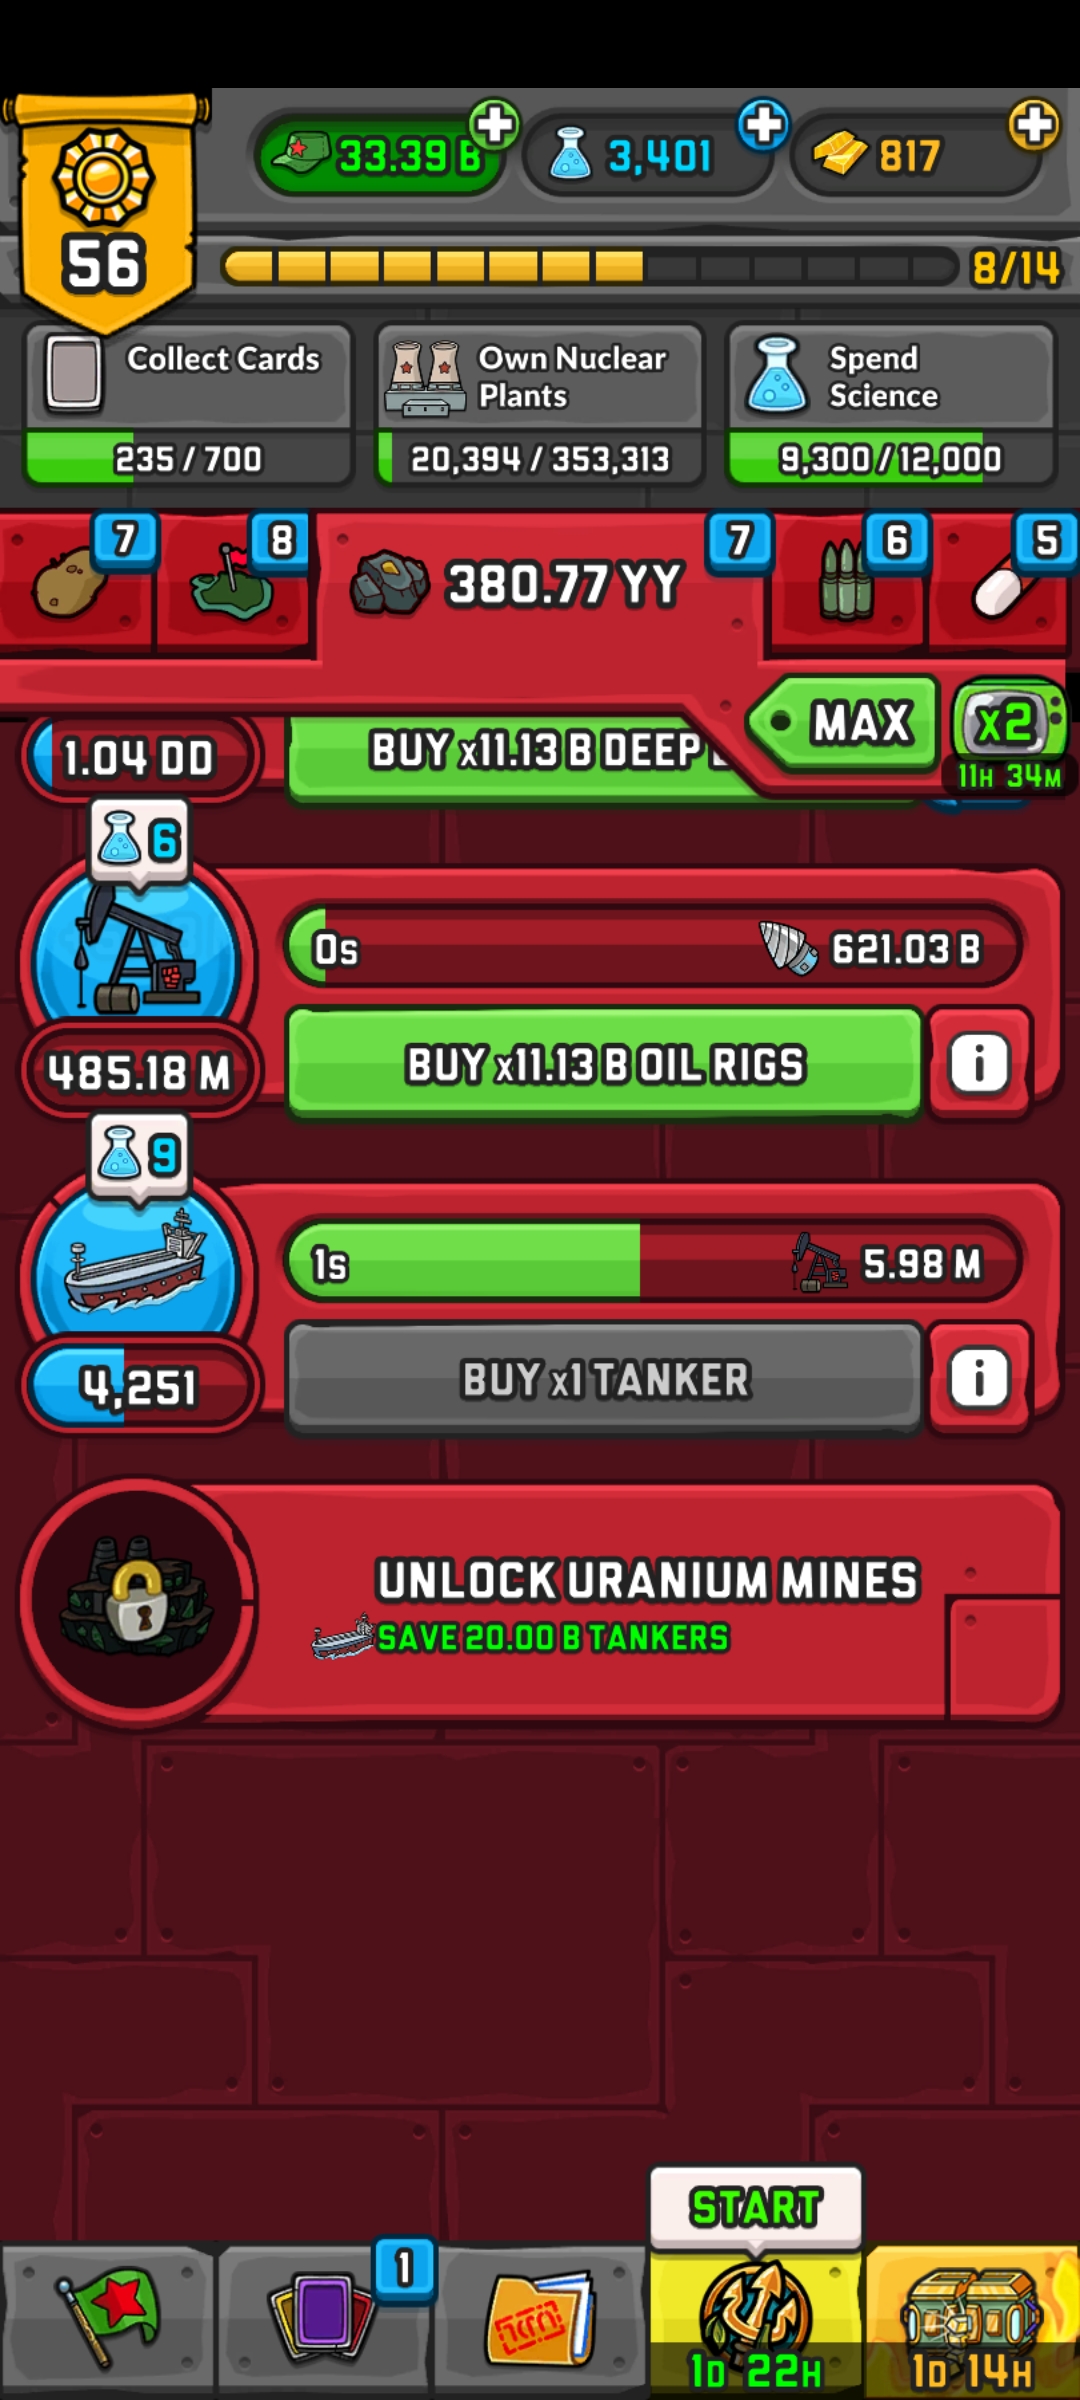 33.39 B
3,401
817
56
8/14
Collect Cards
235 / 700
Own Nuclear
Plants
20,394 / 353,313
Spend
Science
9,300 / 12,000
7
8
380.77 YY
7
6
5
MAX
x2
11H 34M
1.04 DD
BUY x11.13 B DEEP
6
0s
621.03 B
485.18 M
BUY x11.13 B OIL RIGS
i
9
1s
5.98 M
4,251
BUY x1 TANKER
i
UNLOCK URANIUM MINES
SAVE 20.00 B TANKERS
START
1
1D 22H
1D 14H